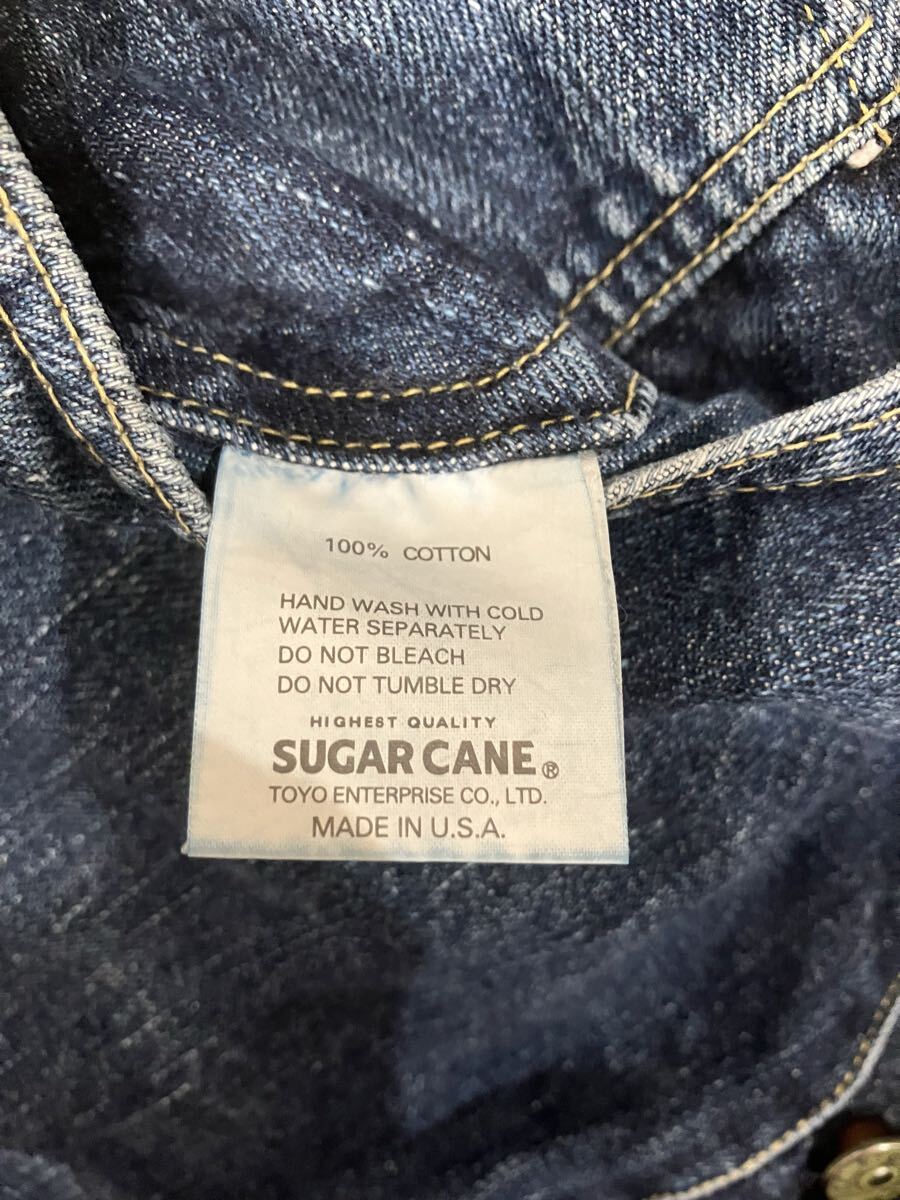 100% COTTON
HAND WASH WITH COLD
WATER SEPARATELY
DO NOT BLEACH
DO NOT TUMBLE DRY
HIGHEST QUALITY
SUGAR CANE®
TOYO ENTERPRISE CO., LTD.
MADE IN U.S.A.